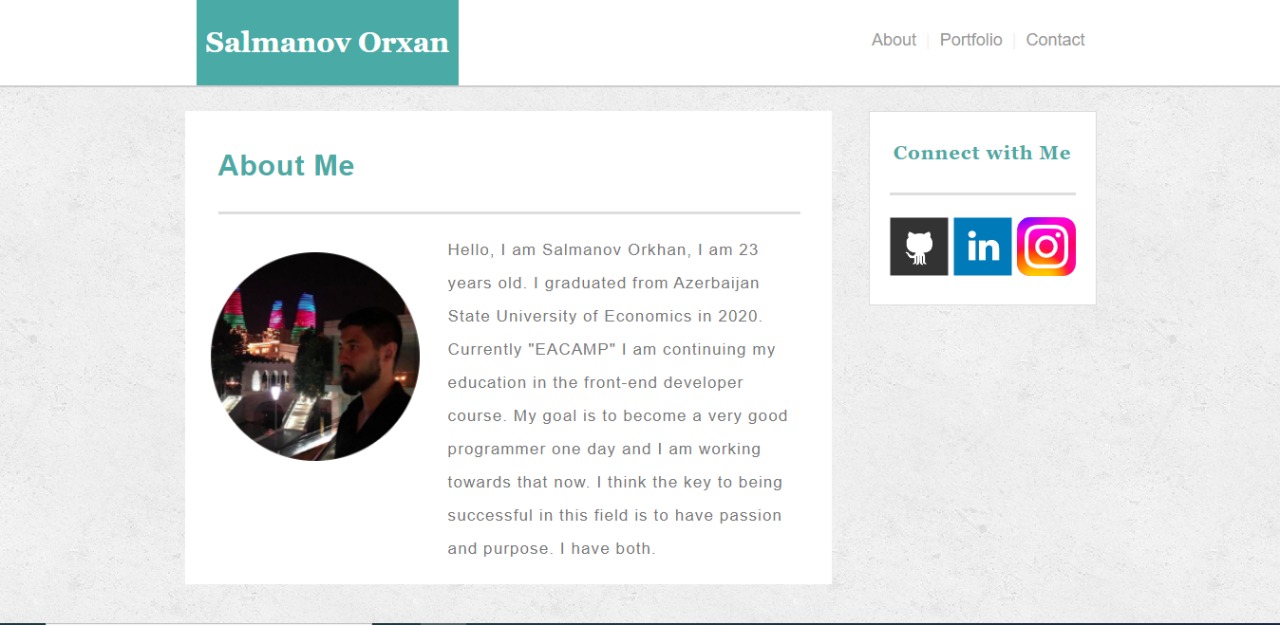 Salmanov Orxan
About
Portfolio
Contact
About Me
Hello, I am Salmanov Orkhan, I am 23
years old. I graduated from Azerbaijan
State University of Economics in 2020.
Currently "EACAMP" I am continuing my
education in the front-end developer
course. My goal is to become a very good
programmer one day and I am working
towards that now. I think the key to being
successful in this field is to have passion
and purpose. I have both.
Connect with Me
in